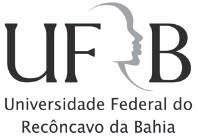 UFRB
Universidade Federal do
Recôncavo da Bahia